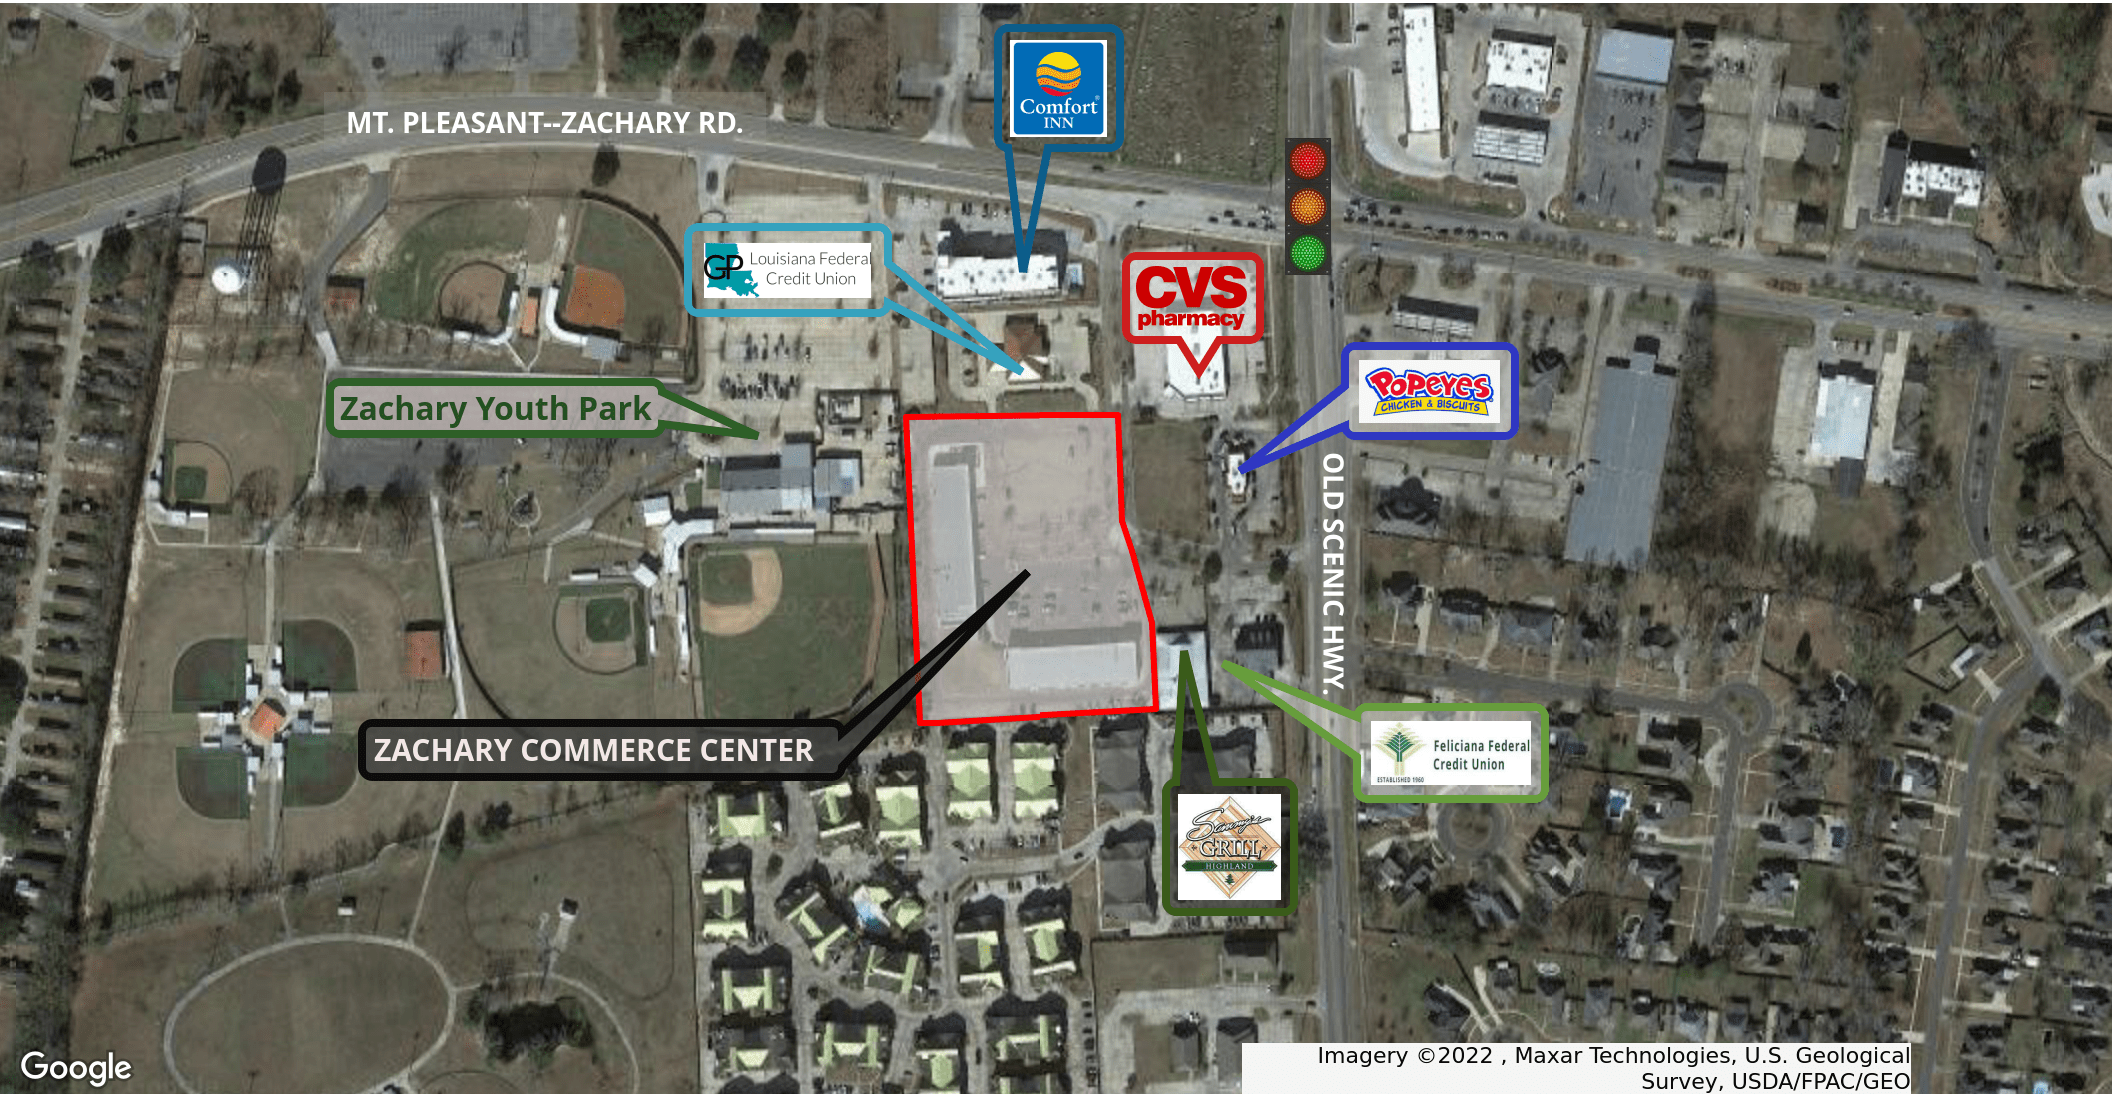 Comfort
INN
MT. PLEASANT--ZACHARY RD.
GP Louisiana Federal
Credit Union
CVS
pharmacy
POPEYES
CHICKEN & BISCUITS
Zachary Youth Park
OLD SCENIC HWY.
ZACHARY COMMERCE CENTER
Feliciana Federal
Credit Union
ESTABLISHED 1960
Sammy's
GRILL
HIGHLAND
Google
Imagery ©2022 , Maxar Technologies, U.S. Geological
Survey, USDA/FPAC/GEO